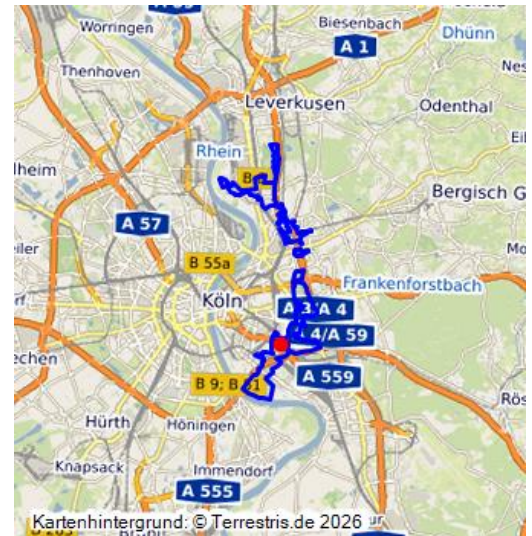 Worringen
Biesenbach
A 1
Dhünn
Thenhoven
Leverkusen
Odenthal
Rhein
B
Bergisch G
A 57
B 55a
Frankenforstbach
Köln
A 3/A 4
4/A 59
A 559
B 9; B 51
Hürth
Höningen
Knapsack
Immendorf
A 555
Kartenhintergrund: © Terrestris.de 2026